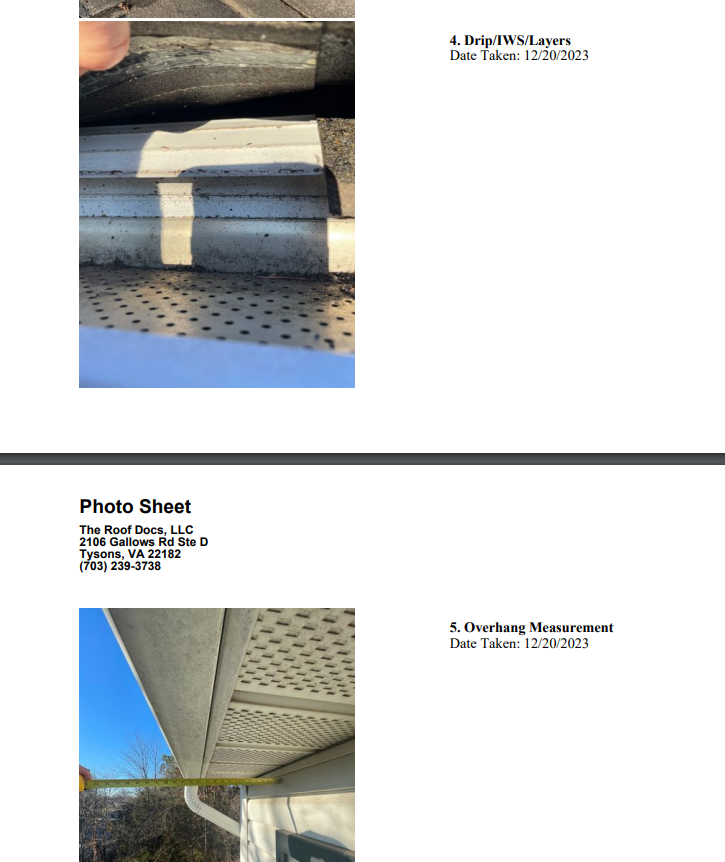 4. Drip/IWS/Layers
Date Taken: 12/20/2023
Photo Sheet
The Roof Docs, LLC
2106 Gallows Rd Ste D
Tysons, VA 22182
(703) 239-3738
5. Overhang Measurement
Date Taken: 12/20/2023